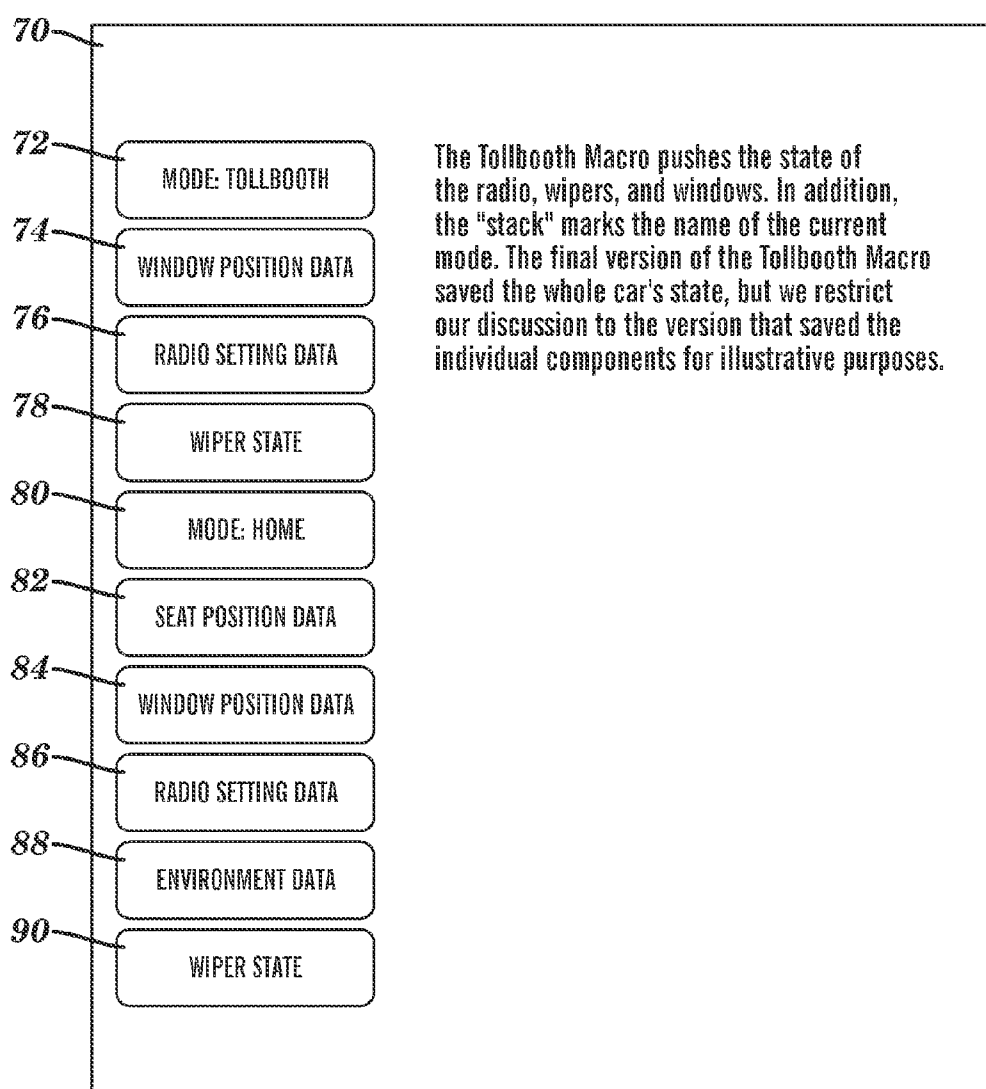 70
72
MODE: TOLLBOOTH
The Tollbooth Macro pushes the state of
the radio, wipers, and windows. In addition,
the "stack" marks the name of the current
mode. The final version of the Tollbooth Macro
saved the whole car's state, but we restrict
our discussion to the version that saved the
individual components for illustrative purposes.
74
WINDOW POSITION DATA
76
RADIO SETTING DATA
78
WIPER STATE
80
MODE: HOME
82
SEAT POSITION DATA
84
WINDOW POSITION DATA
86
RADIO SETTING DATA
88
ENVIRONMENT DATA
90
WIPER STATE